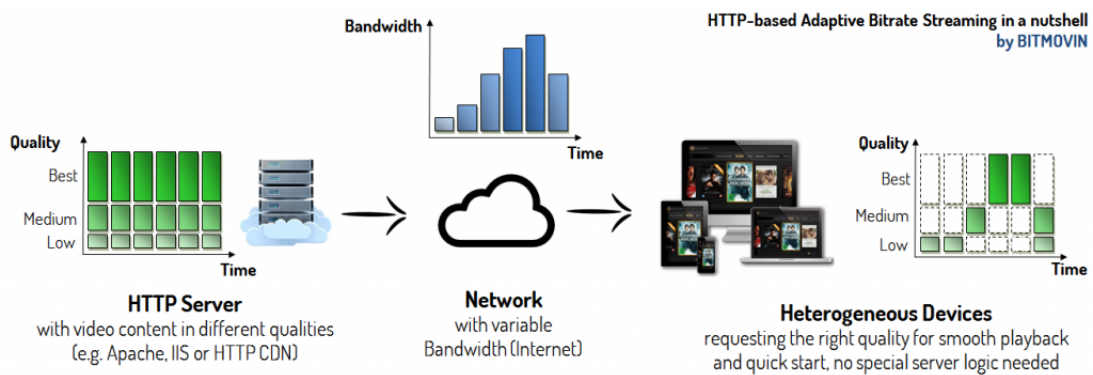 HTTP-based Adaptive Bitrate Streaming in a nutshell
by BITMOVIN
Bandwidth
Time
Quality
Best
Medium
Low
Time
Quality
Best
Medium
Low
Time
HTTP Server
with video content in different qualities
(e.g. Apache, IIS or HTTP CDN)
Network
with variable
Bandwidth (Internet)
Heterogeneous Devices
requesting the right quality for smooth playback
and quick start, no special server logic needed